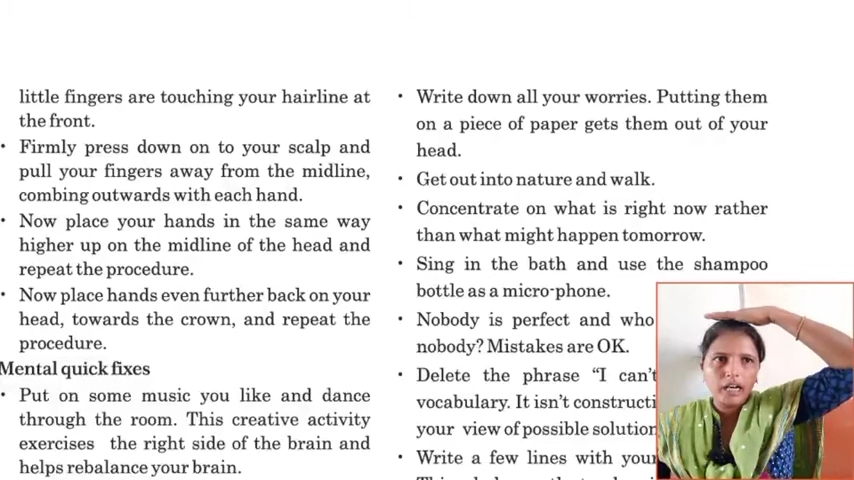 little fingers are touching your hairline at
the front.
• Firmly press down on to your scalp and
pull your fingers away from the midline,
combing outwards with each hand.
• Now place your hands in the same way
higher up on the midline of the head and
repeat the procedure.
• Now place hands even further back on your
head, towards the crown, and repeat the
procedure.
Mental quick fixes
• Put on some music you like and dance
through the room. This creative activity
exercises the right side of the brain and
helps rebalance your brain.
• Write down all your worries. Putting them
on a piece of paper gets them out of your
head.
• Get out into nature and walk.
• Concentrate on what is right now rather
than what might happen tomorrow.
• Sing in the bath and use the shampoo
bottle as a micro-phone.
• Nobody is perfect and who
nobody? Mistakes are OK.
• Delete the phrase “I can't
vocabulary. It isn't constructi
your view of possible solution
• Write a few lines with your